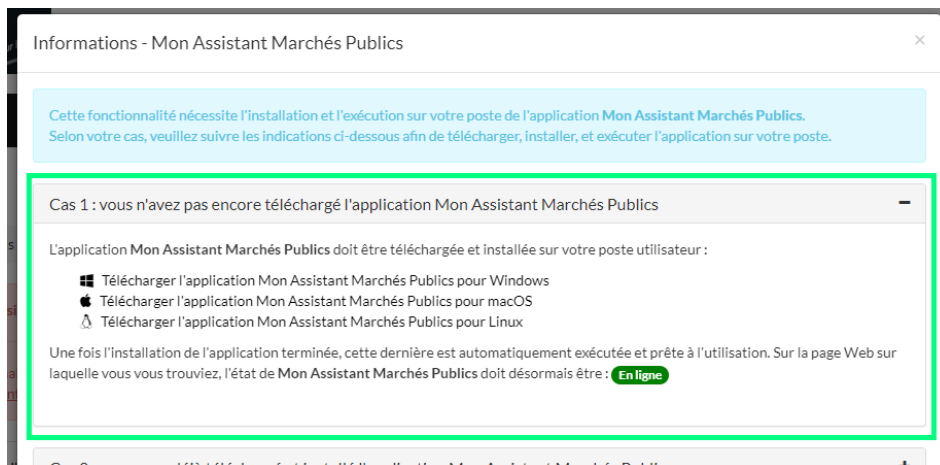 Informations - Mon Assistant Marchés Publics
×
Cette fonctionnalité nécessite l'installation et l'exécution sur votre poste de l'application Mon Assistant Marchés Publics.
Selon votre cas, veuillez suivre les indications ci-dessous afin de télécharger, installer, et exécuter l'application sur votre poste.
Cas 1 : vous n'avez pas encore téléchargé l'application Mon Assistant Marchés Publics
L'application Mon Assistant Marchés Publics doit être téléchargée et installée sur votre poste utilisateur :
Télécharger l'application Mon Assistant Marchés Publics pour Windows
Télécharger l'application Mon Assistant Marchés Publics pour macOS
Télécharger l'application Mon Assistant Marchés Publics pour Linux
Une fois l'installation de l'application terminée, cette dernière est automatiquement exécutée et prête à l'utilisation. Sur la page Web sur
laquelle vous vous trouviez, l'état de Mon Assistant Marchés Publics doit désormais être : En ligne